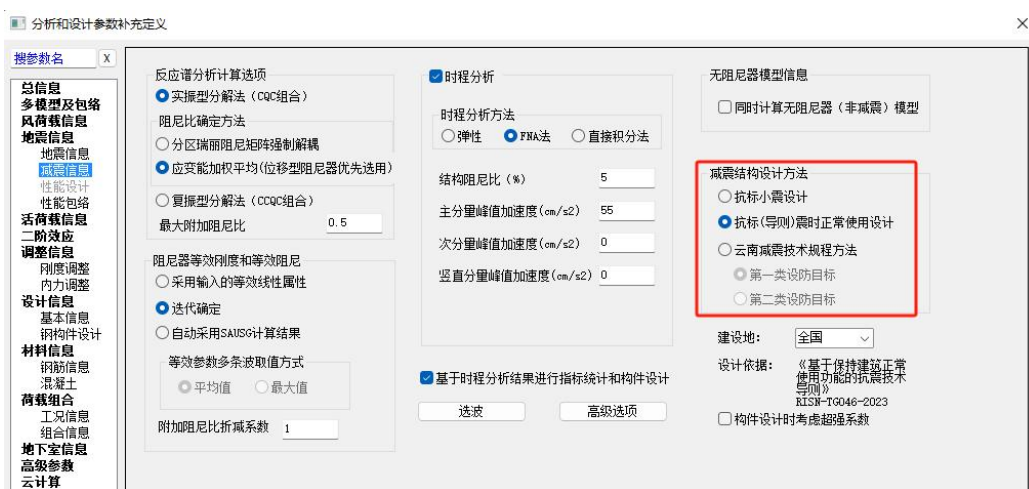 分析和设计参数补充定义
搜参数名 X
总信息
多模型及包络
风荷载信息
地震信息
地震信息
减震信息
性能设计
性能包络
活荷载信息
二阶效应
调整信息
刚度调整
内力调整
设计信息
基本信息
钢构件设计
材料信息
钢筋信息
混凝土
荷载组合
工况信息
组合信息
地下室信息
高级参数
云计算
反应谱分析计算选项
实振型分解法（CQC组合）
阻尼比确定方法
分区瑞丽阻尼矩阵强制解耦
应变能加权平均(位移型阻尼器优先选用)
复振型分解法（CCQC组合）
最大附加阻尼比 0.5
阻尼器等效刚度和等效阻尼
采用输入的等效线性属性
迭代确定
自动采用SAUSG计算结果
等效参数多条波取值方式
平均值 最大值
附加阻尼比折减系数 1
时程分析
时程分析方法
弹性 FNA法 直接积分法
结构阻尼比（%） 5
主分量峰值加速度(cm/s2) 55
次分量峰值加速度(cm/s2) 0
竖直分量峰值加速度(cm/s2) 0
基于时程分析结果进行指标统计和构件设计
选波 高级选项
无阻尼器模型信息
同时计算无阻尼器（非减震）模型
减震结构设计方法
抗标小震设计
抗标(导则)震时正常使用设计
云南减震技术规程方法
第一类设防目标
第二类设防目标
建设地： 全国
设计依据： 《基于保持建筑正常
使用功能的抗震技术
导则》
RISN-TG046-2023
构件设计时考虑超强系数